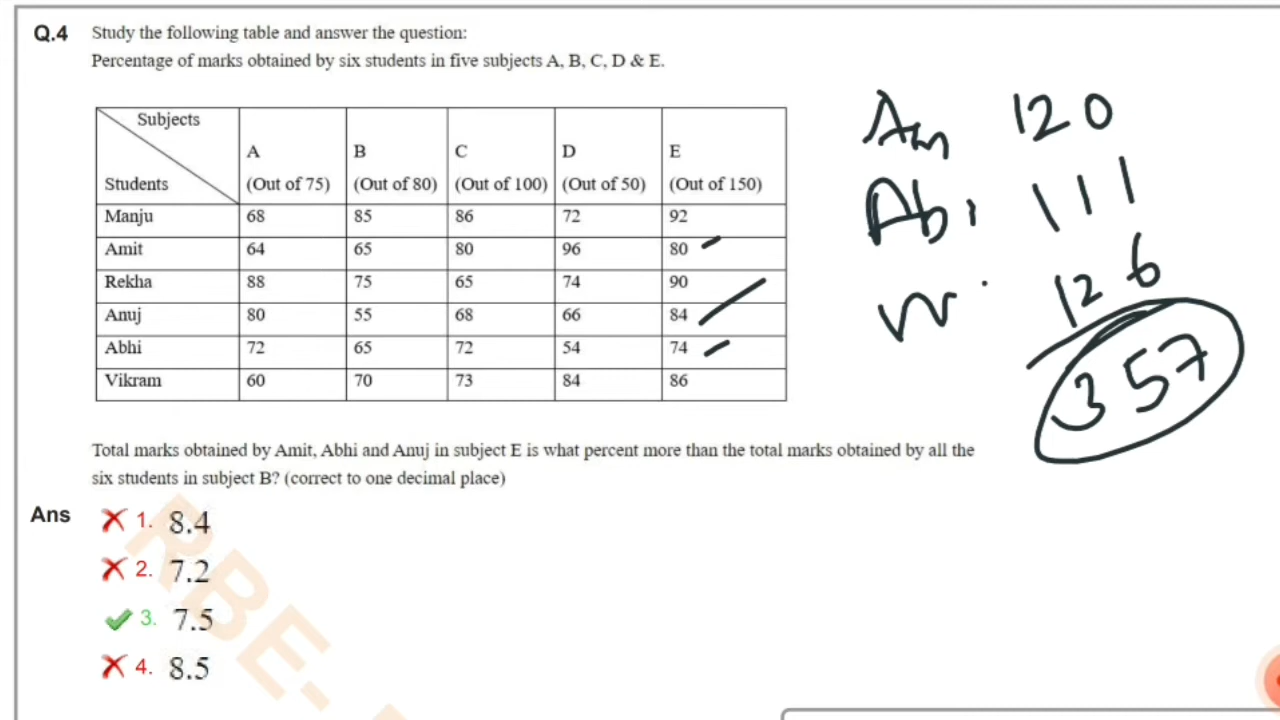 Q.4 Study the following table and answer the question:
Percentage of marks obtained by six students in five subjects A, B, C, D & E.
Subjects
Students
A (Out of 75) B (Out of 80) C (Out of 100) D (Out of 50) E (Out of 150)
Manju 68 85 86 72 92
Amit 64 65 80 96 80
Rekha 88 75 65 74 90
Anuj 80 55 68 66 84
Abhi 72 65 72 54 74
Vikram 60 70 73 84 86
Am 120
Abi 111
126
357
Total marks obtained by Amit, Abhi and Anuj in subject E is what percent more than the total marks obtained by all the
six students in subject B? (correct to one decimal place)
Ans 1. 8.4
2. 7.2
3. 7.5
4. 8.5
RBE-